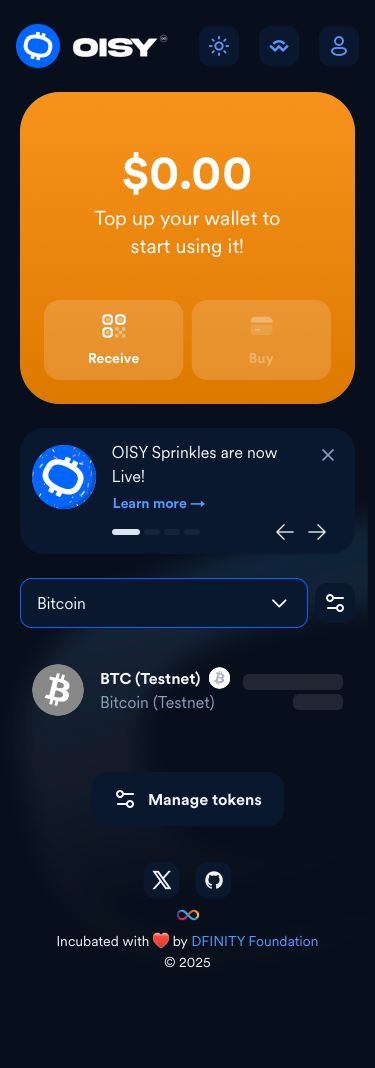 OISY
$0.00
Top up your wallet to
start using it!
Receive
Buy
OISY Sprinkles are now
Live!
Learn more →
Bitcoin
BTC (Testnet)
Bitcoin (Testnet)
Manage tokens
Incubated with ❤️ by DFINITY Foundation
© 2025